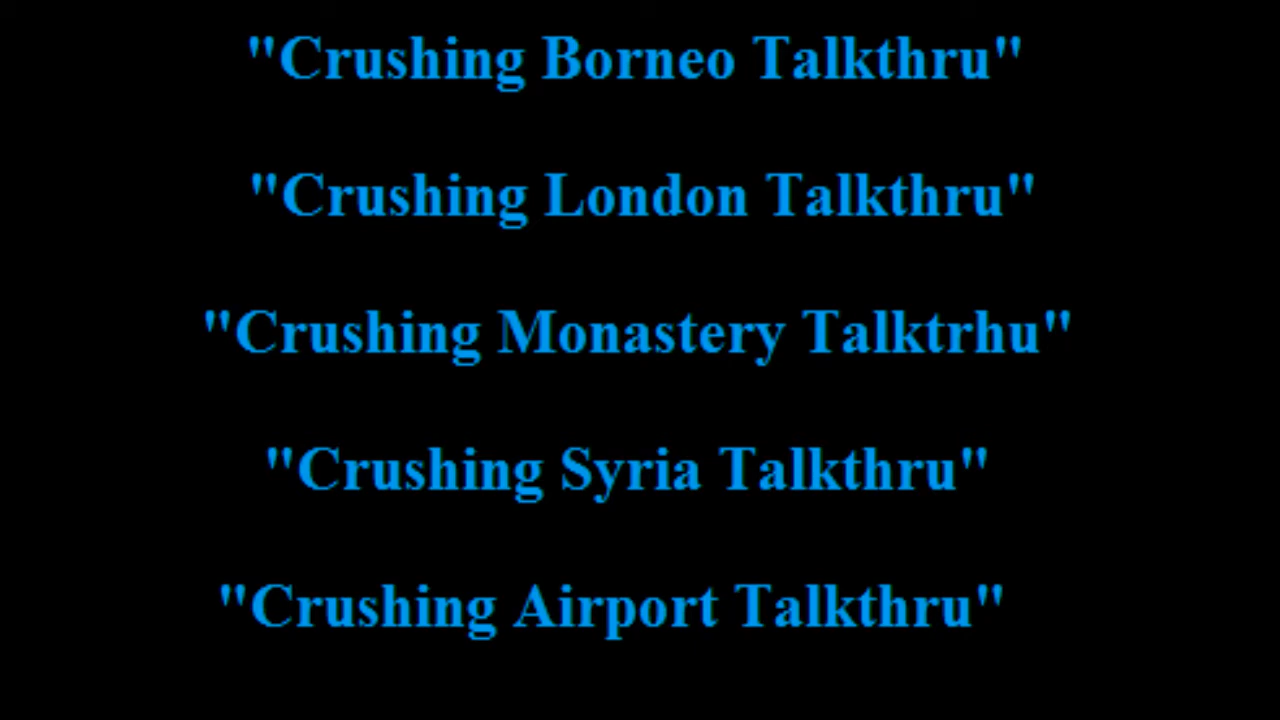 "Crushing Borneo Talkthru"
"Crushing London Talkthru"
"Crushing Monastery Talktrhu"
"Crushing Syria Talkthru"
"Crushing Airport Talkthru"